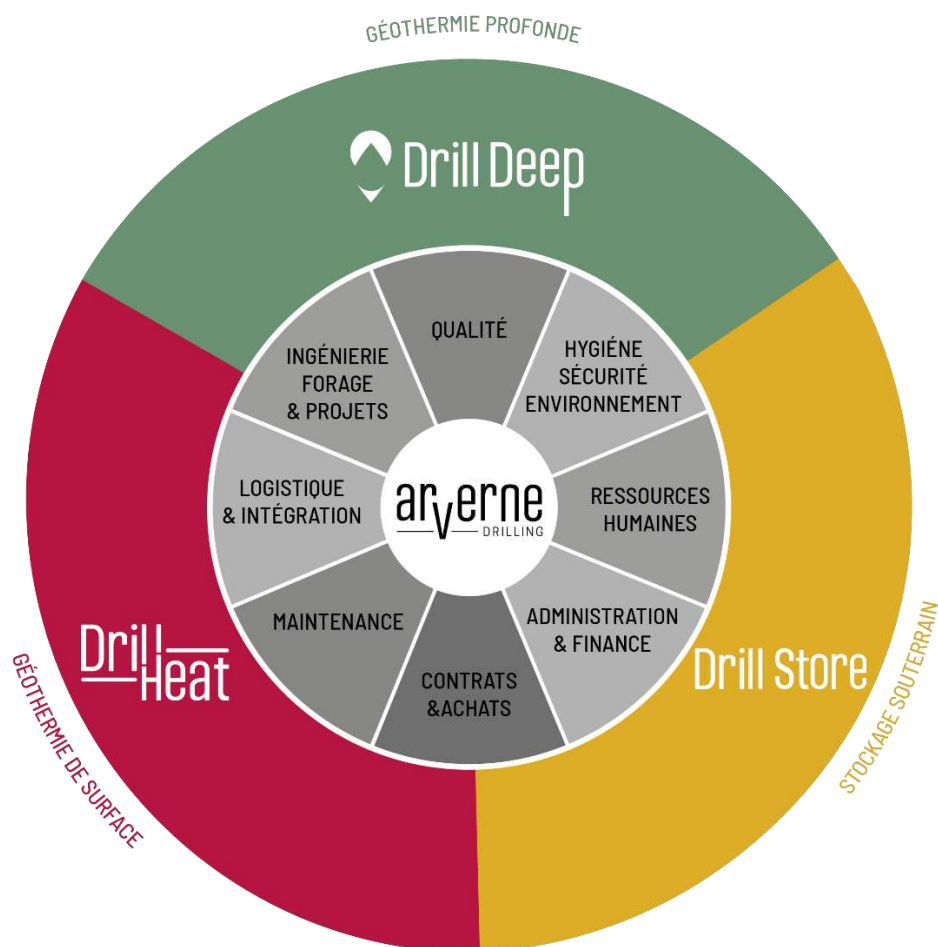 GÉOTHERMIE PROFONDE
Drill Deep
QUALITÉ
HYGIÉNE
SÉCURITÉ
ENVIRONNEMENT
RESSOURCES
HUMAINES
ADMINISTRATION
& FINANCE
CONTRATS
&ACHATS
MAINTENANCE
LOGISTIQUE
& INTÉGRATION
INGÉNIERIE
FORAGE
& PROJETS
arverne
DRILLING
Drill
Heat
GÉOTHERMIE DE SURFACE
Drill Store
STOCKAGE SOUTERRAIN